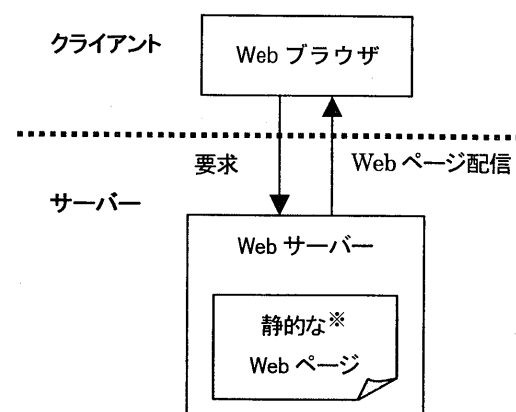 クライアント
Web ブラウザ
要求
Web ページ配信
サーバー
Web サーバー
静的な※
Web ページ